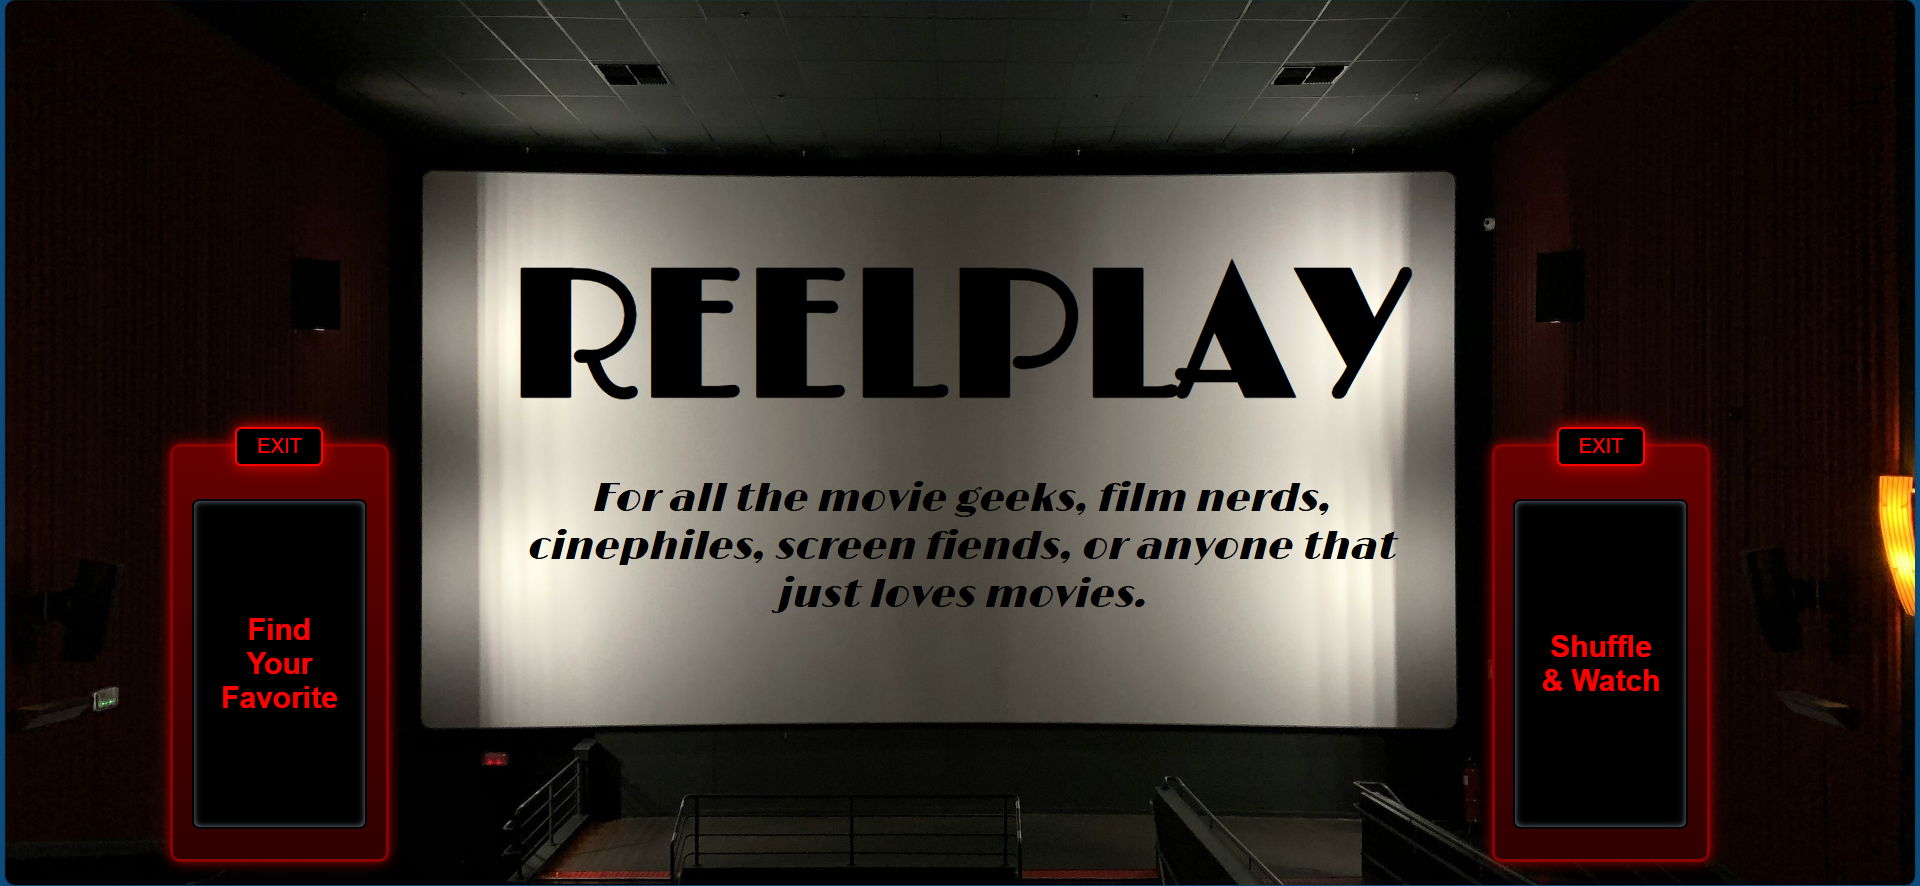 REELPLAY
For all the movie geeks, film nerds,
cinephiles, screen fiends, or anyone that
just loves movies.
EXIT
Find
Your
Favorite
EXIT
Shuffle
& Watch